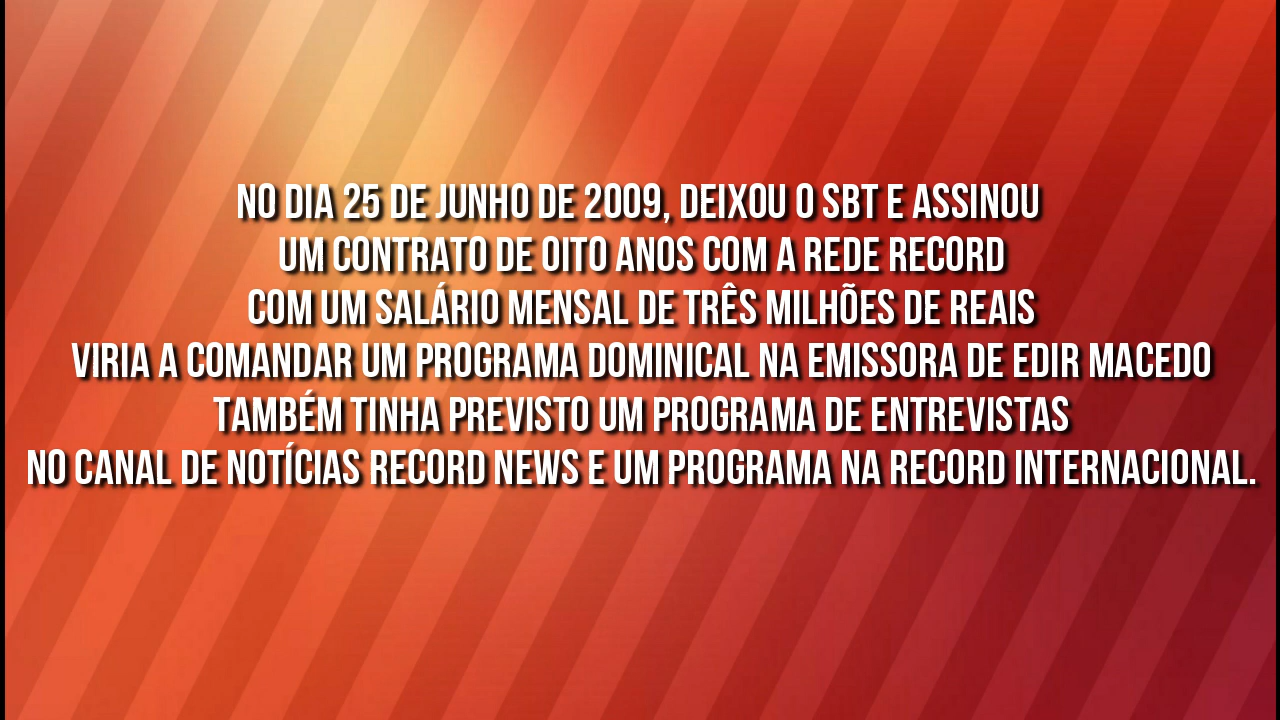 NO DIA 25 DE JUNHO DE 2009, DEIXOU O SBT E ASSINOU
UM CONTRATO DE OITO ANOS COM A REDE RECORD
COM UM SALÁRIO MENSAL DE TRÊS MILHÕES DE REAIS
VIRIA A COMANDAR UM PROGRAMA DOMINICAL NA EMISSORA DE EDIR MACEDO
TAMBÉM TINHA PREVISTO UM PROGRAMA DE ENTREVISTAS
NO CANAL DE NOTÍCIAS RECORD NEWS E UM PROGRAMA NA RECORD INTERNACIONAL.